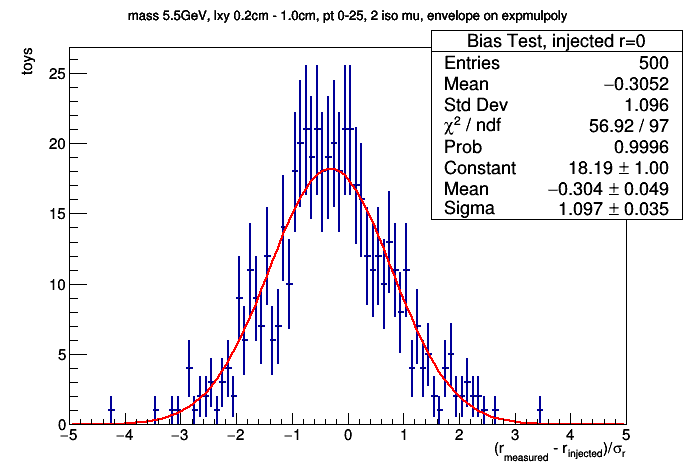 mass 5.5GeV, lxy 0.2cm - 1.0cm, pt 0-25, 2 iso mu, envelope on expmulpoly
toys
Bias Test, injected r=0
Entries 500
Mean −0.3052
Std Dev 1.096
χ² / ndf 56.92 / 97
Prob 0.9996
Constant 18.19 ± 1.00
Mean −0.304 ± 0.049
Sigma 1.097 ± 0.035
25
20
15
10
5
0
−5 −4 −3 −2 −1 0 1 2 3 4 5
(r_measured - r_injected)/σ_r